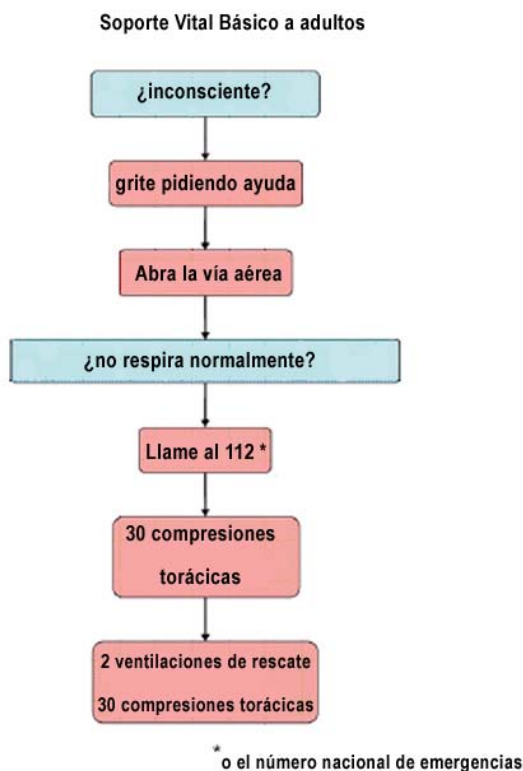 Soporte Vital Básico a adultos
¿inconsciente?
grite pidiendo ayuda
Abra la vía aérea
¿no respira normalmente?
Llame al 112 *
30 compresiones
torácicas
2 ventilaciones de rescate
30 compresiones torácicas
* o el número nacional de emergencias